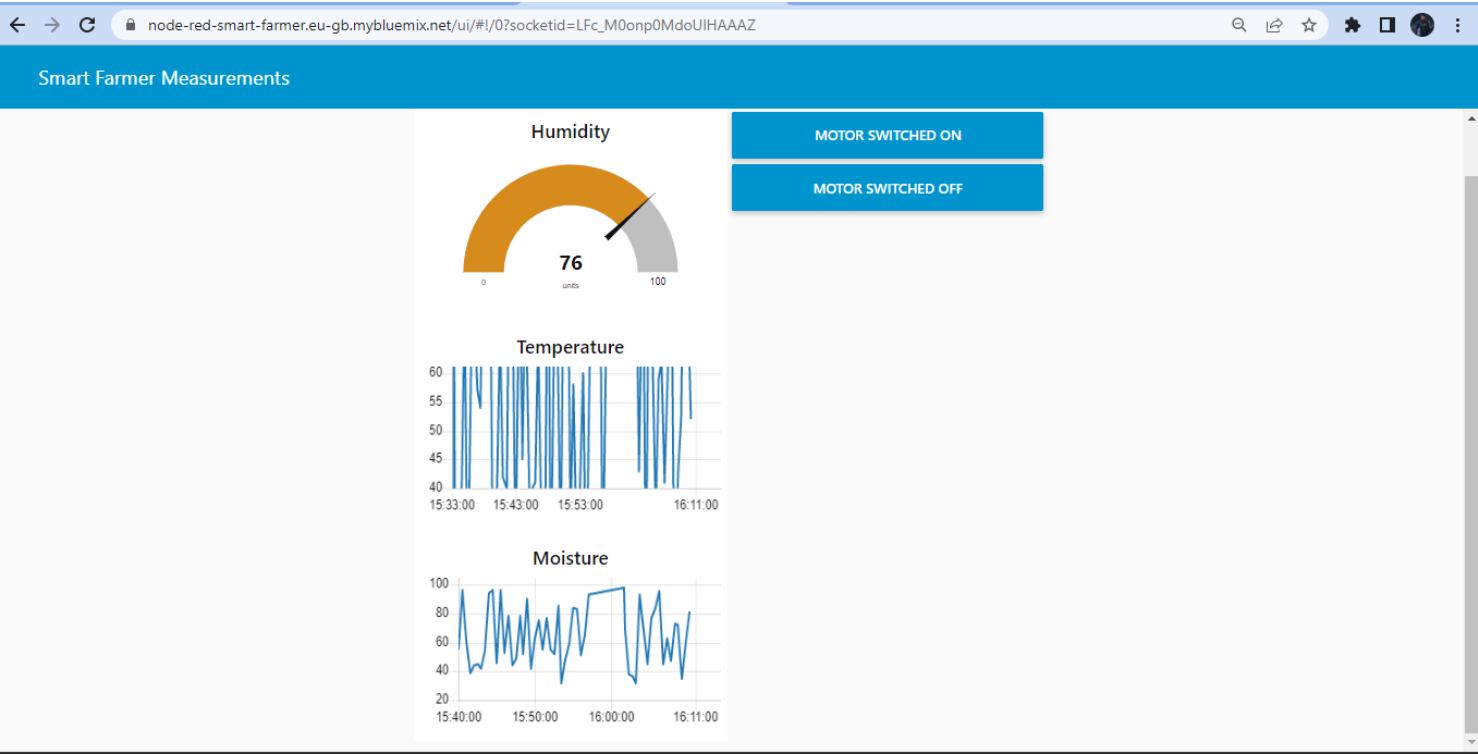 node-red-smart-farmer.eu-gb.mybluemix.net/ui/#!/0?socketid=LFc_M0onp0MdoUIHAAAZ
Smart Farmer Measurements
Humidity
76
0
units
100
MOTOR SWITCHED ON
MOTOR SWITCHED OFF
Temperature
60
55
50
45
40
15:33:00 15:43:00 15:53:00 16:11:00
Moisture
100
80
60
40
20
15:40:00 15:50:00 16:00:00 16:11:00